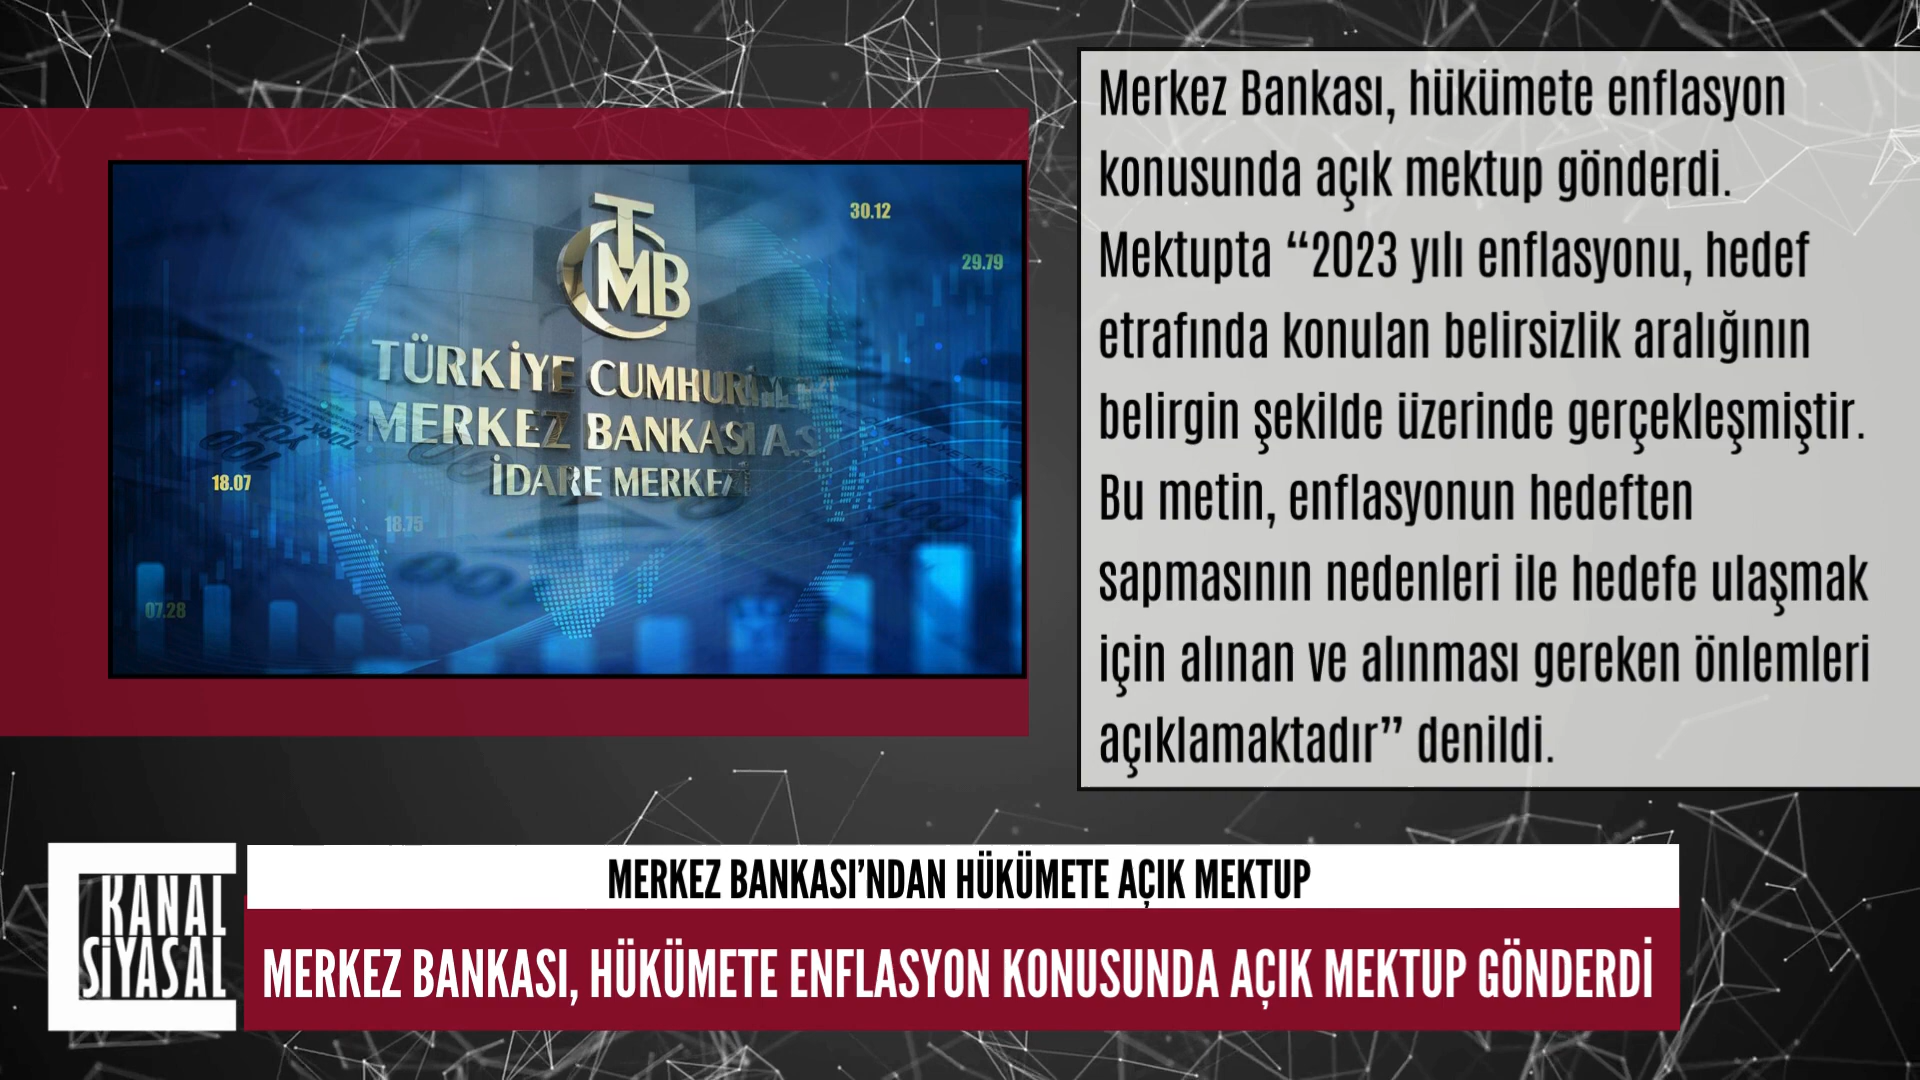 Merkez Bankası, hükümete enflasyon
konusunda açık mektup gönderdi.
Mektupta “2023 yılı enflasyonu, hedef
etrafında konulan belirsizlik aralığının
belirgin şekilde üzerinde gerçekleşmiştir.
Bu metin, enflasyonun hedeften
sapmasının nedenleri ile hedefe ulaşmak
için alınan ve alınması gereken önlemleri
açıklamaktadır” denildi.
30.12
29.79
TCMB
TÜRKİYE
MERKEZ BANKASI A.Ş
İDARE MERKEZİ
18.07
18.75
07.28
100
MERKEZ BANKASI’NDAN HÜKÜMETE AÇIK MEKTUP
KANAL
SİYASAL
MERKEZ BANKASI, HÜKÜMETE ENFLASYON KONUSUNDA AÇIK MEKTUP GÖNDERDİ